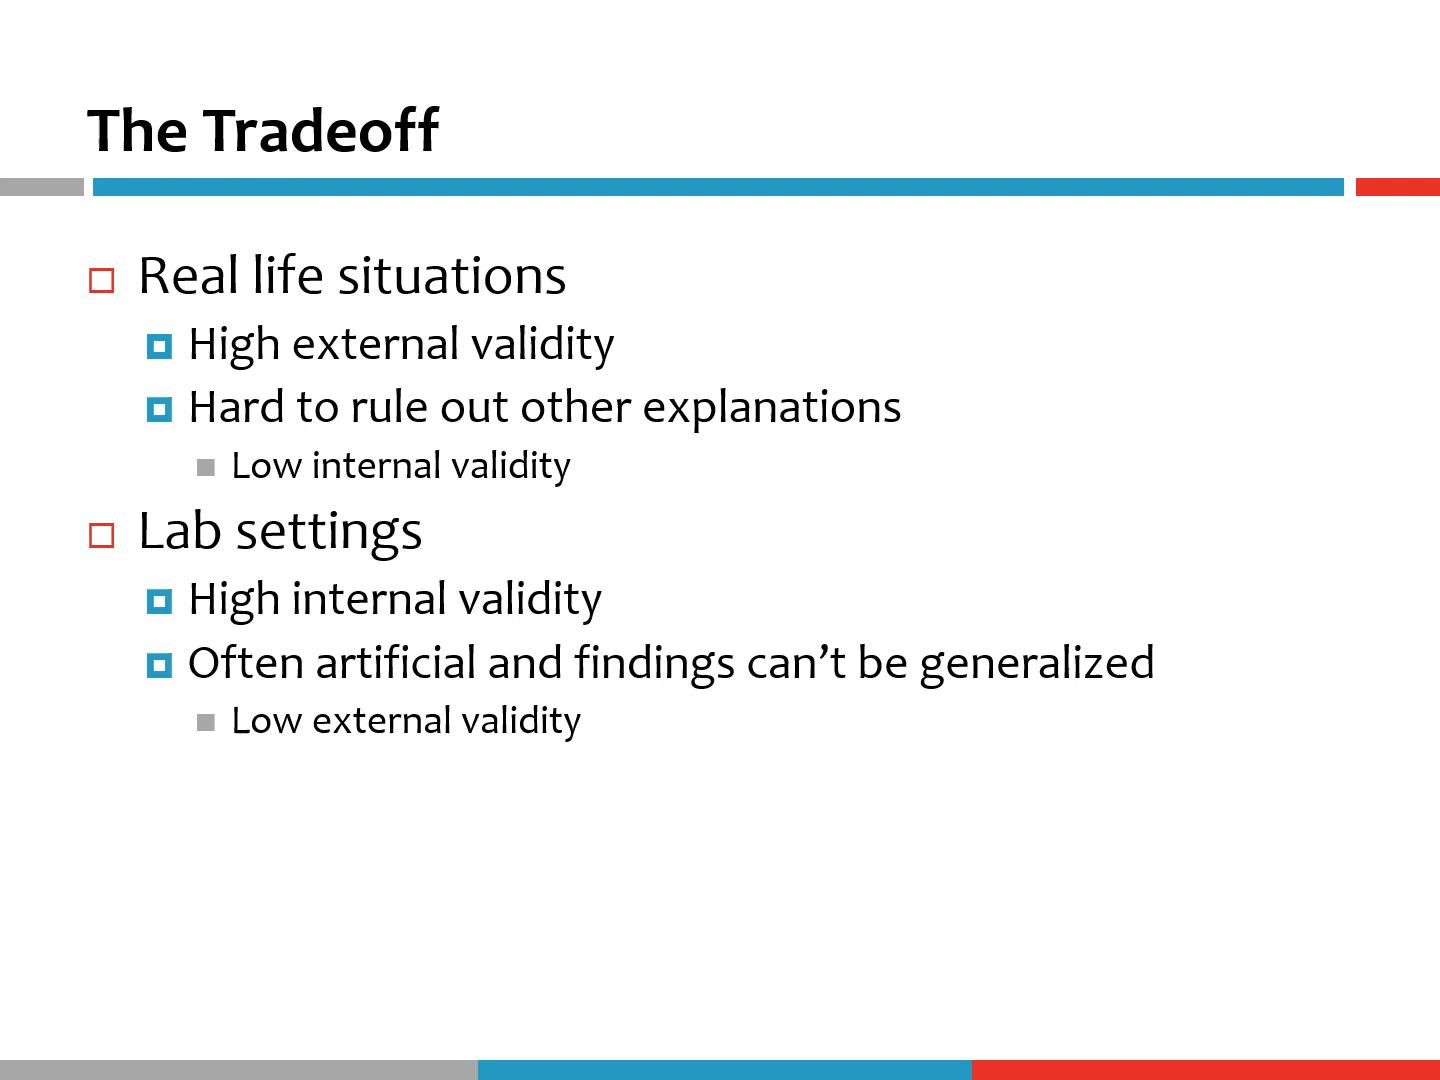 The Tradeoff
Real life situations
High external validity
Hard to rule out other explanations
Low internal validity
Lab settings
High internal validity
Often artificial and findings can’t be generalized
Low external validity